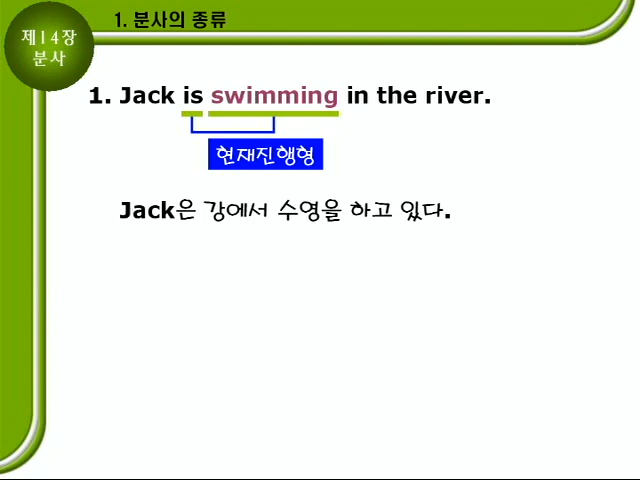 제14장
분사
1. 분사의 종류
1. Jack is swimming in the river.
현재진행형
Jack은 강에서 수영을 하고 있다.